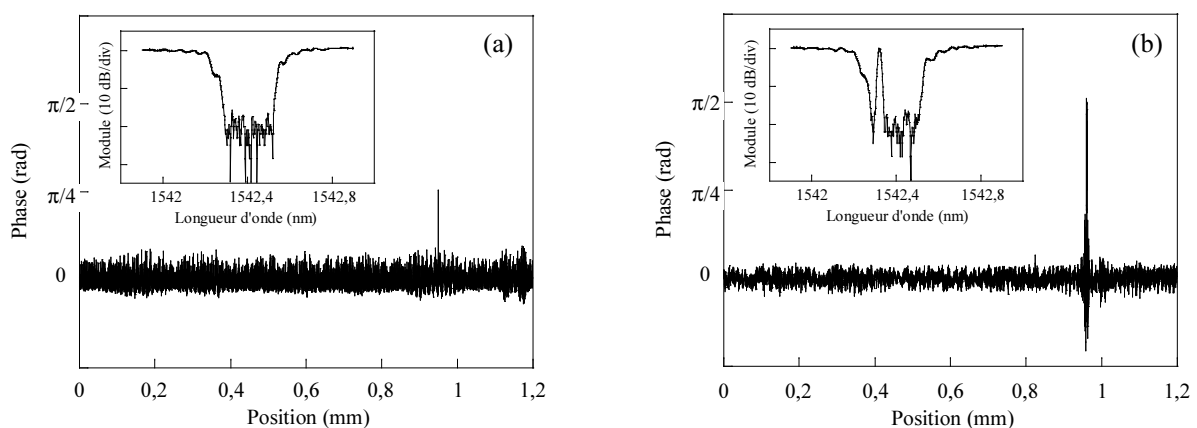 (a)
Module (10 dB/div)
1542 1542,4 1542,8
Longueur d'onde (nm)
π/2
π/4
0
Phase (rad)
0 0,2 0,4 0,6 0,8 1 1,2
Position (mm)
(b)
Module (10 dB/div)
1542 1542,4 1542,8
Longueur d'onde (nm)
π/2
π/4
0
Phase (rad)
0 0,2 0,4 0,6 0,8 1 1,2
Position (mm)